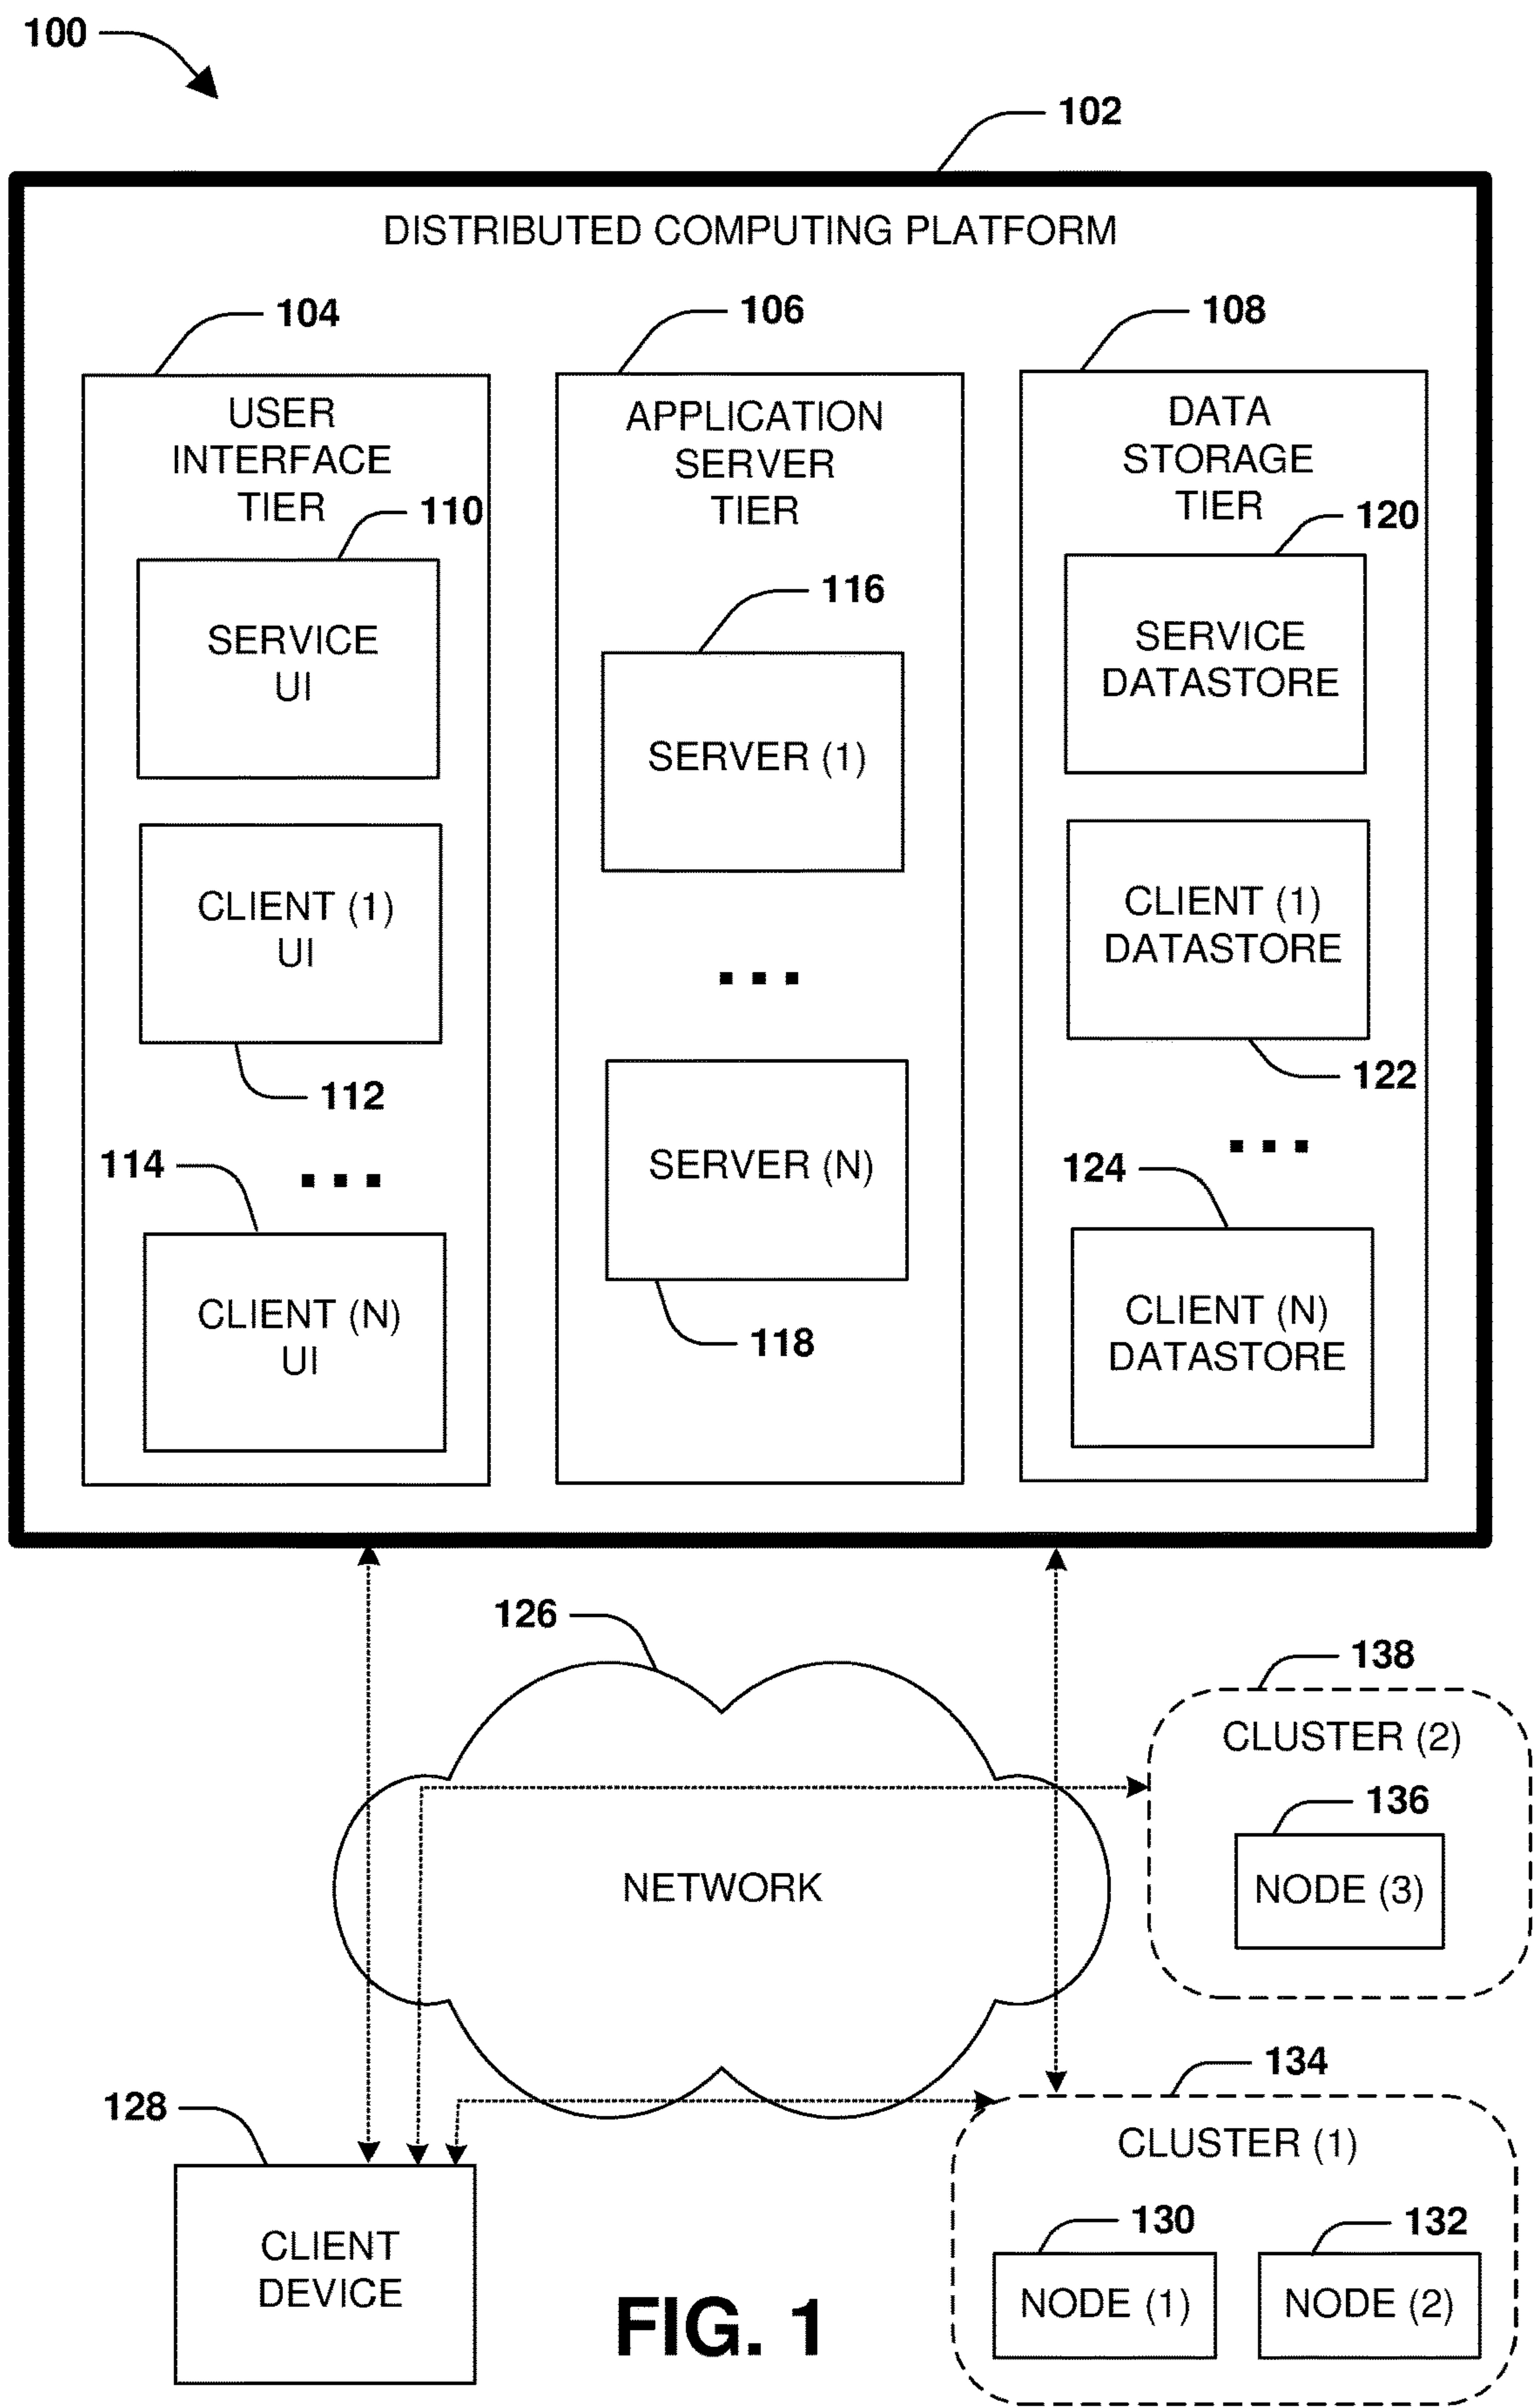 100
102
DISTRIBUTED COMPUTING PLATFORM
104
USER
INTERFACE
TIER
110
SERVICE
UI
CLIENT (1)
UI
112
114
CLIENT (N)
UI
106
APPLICATION
SERVER
TIER
116
SERVER (1)
SERVER (N)
118
108
DATA
STORAGE
TIER
120
SERVICE
DATASTORE
CLIENT (1)
DATASTORE
122
124
CLIENT (N)
DATASTORE
126
NETWORK
138
CLUSTER (2)
136
NODE (3)
128
CLIENT
DEVICE
134
CLUSTER (1)
130
NODE (1)
132
NODE (2)
FIG. 1